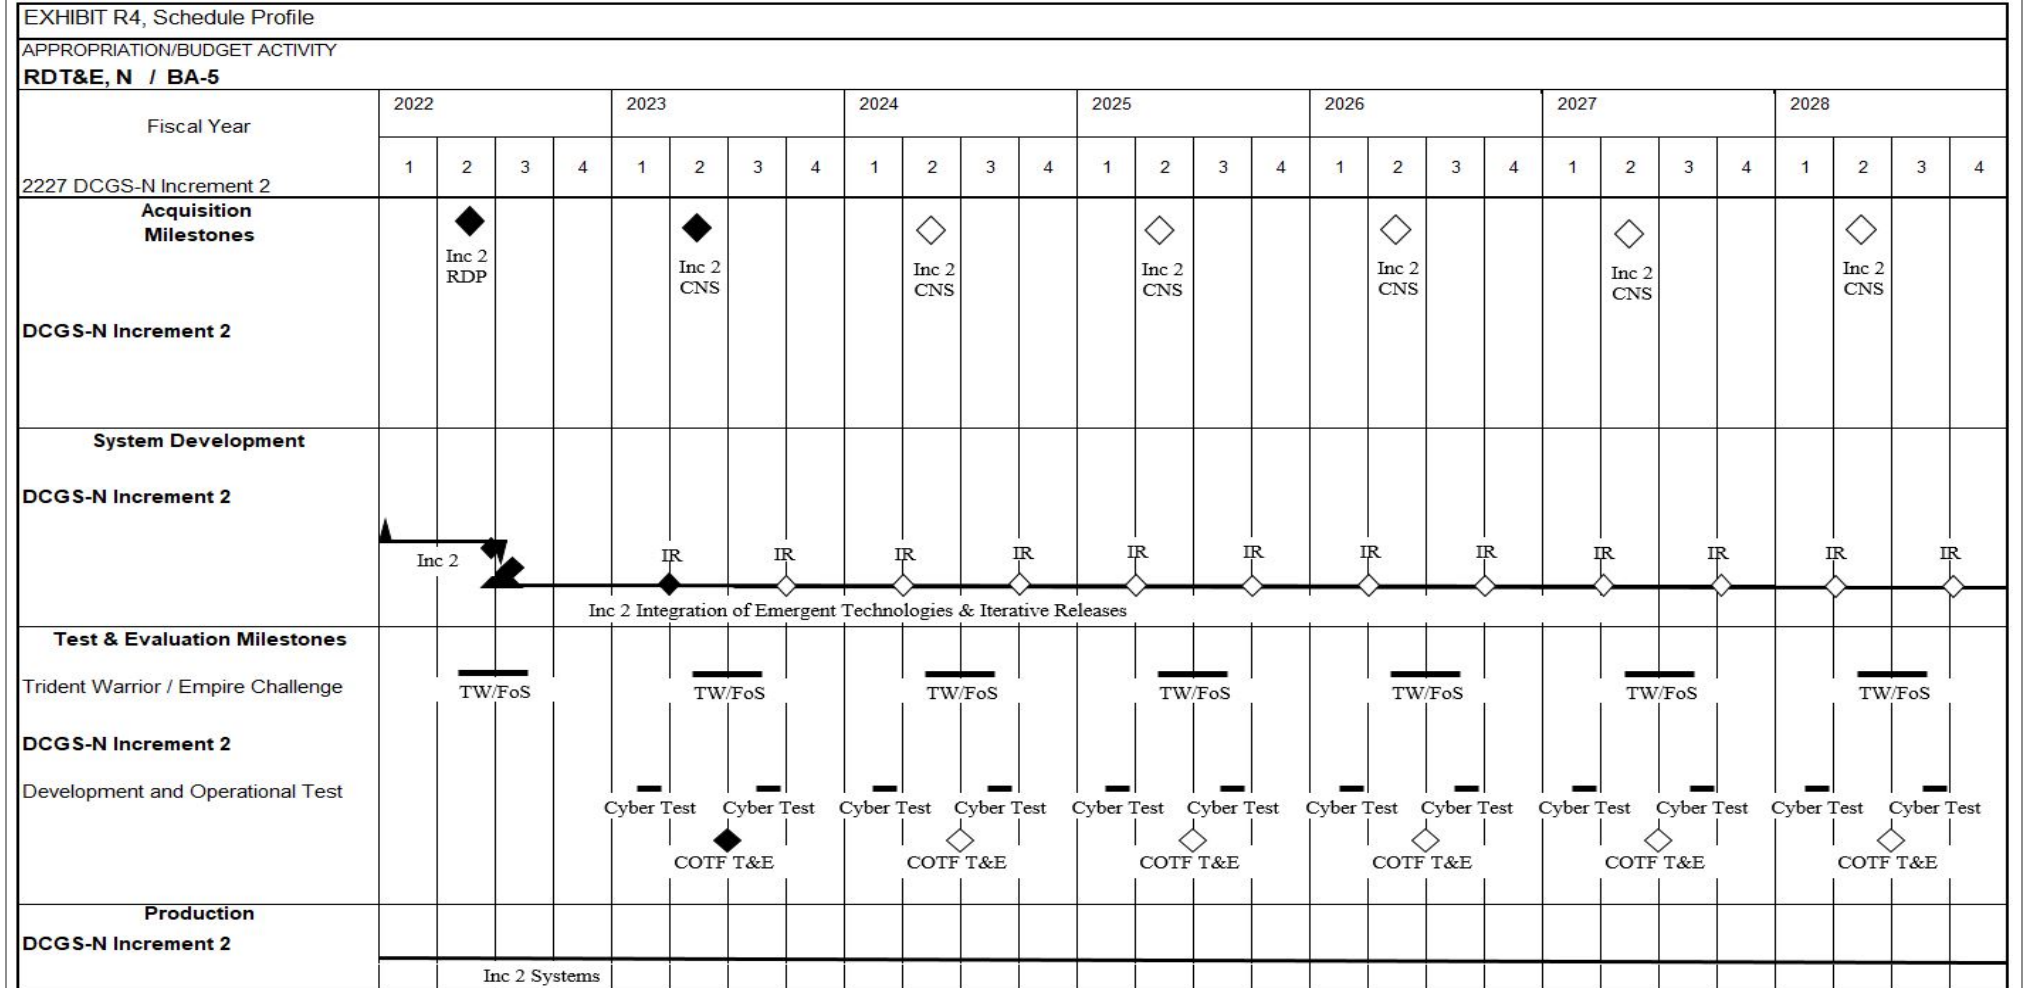 EXHIBIT R4, Schedule Profile
APPROPRIATION/BUDGET ACTIVITY
RDT&E, N / BA-5
2022 2023 2024 2025 2026 2027 2028
Fiscal Year
1 2 3 4 1 2 3 4 1 2 3 4 1 2 3 4 1 2 3 4 1 2 3 4 1 2 3 4
2227 DCGS-N Increment 2
Acquisition
Milestones
Inc 2 Inc 2 Inc 2 Inc 2 Inc 2 Inc 2 Inc 2
RDP CNS CNS CNS CNS CNS CNS
DCGS-N Increment 2
System Development
DCGS-N Increment 2
Inc 2 IR IR IR IR IR IR IR IR IR IR IR IR
Inc 2 Integration of Emergent Technologies & Iterative Releases
Test & Evaluation Milestones
Trident Warrior / Empire Challenge TW/FoS TW/FoS TW/FoS TW/FoS TW/FoS TW/FoS TW/FoS
DCGS-N Increment 2
Development and Operational Test
Cyber Test Cyber Test Cyber Test Cyber Test Cyber Test Cyber Test Cyber Test Cyber Test Cyber Test Cyber Test Cyber Test Cyber Test
COTF T&E COTF T&E COTF T&E COTF T&E COTF T&E COTF T&E
Production
DCGS-N Increment 2
Inc 2 Systems